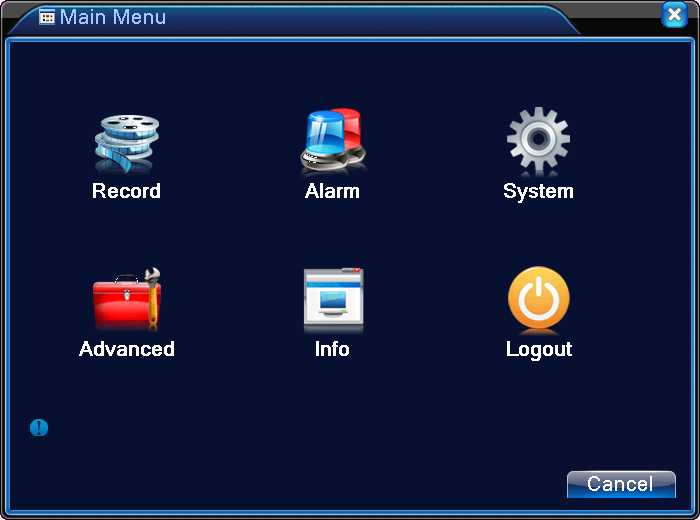 Main Menu
Record
Alarm
System
Advanced
Info
Logout
Cancel